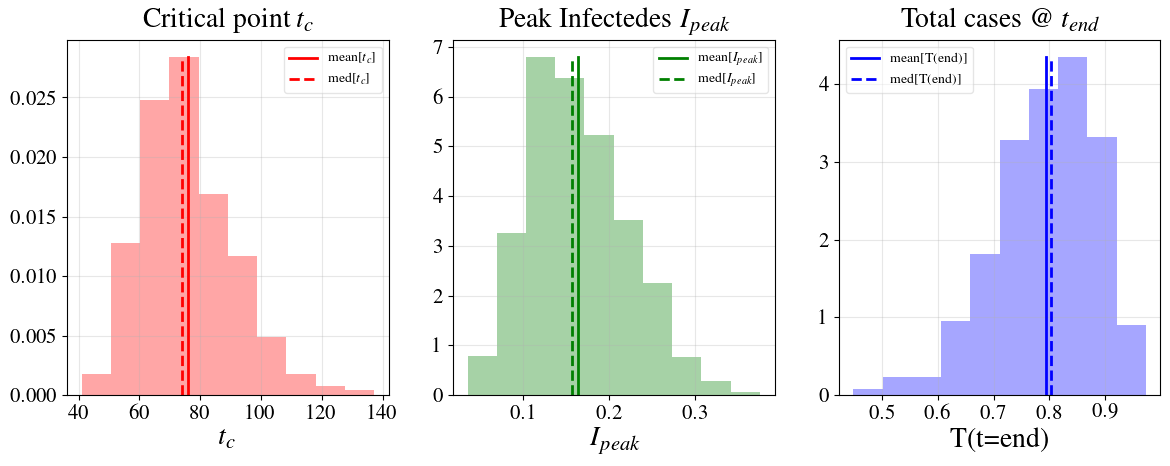 Critical point t_c
mean[t_c]
med[t_c]
0.025
0.020
0.015
0.010
0.005
0.000
40 60 80 100 120 140
t_c
Peak Infectedes I_peak
mean[I_peak]
med[I_peak]
7
6
5
4
3
2
1
0
0.1 0.2 0.3
I_peak
Total cases @ t_end
mean[T(end)]
med[T(end)]
4
3
2
1
0
0.5 0.6 0.7 0.8 0.9
T(t=end)